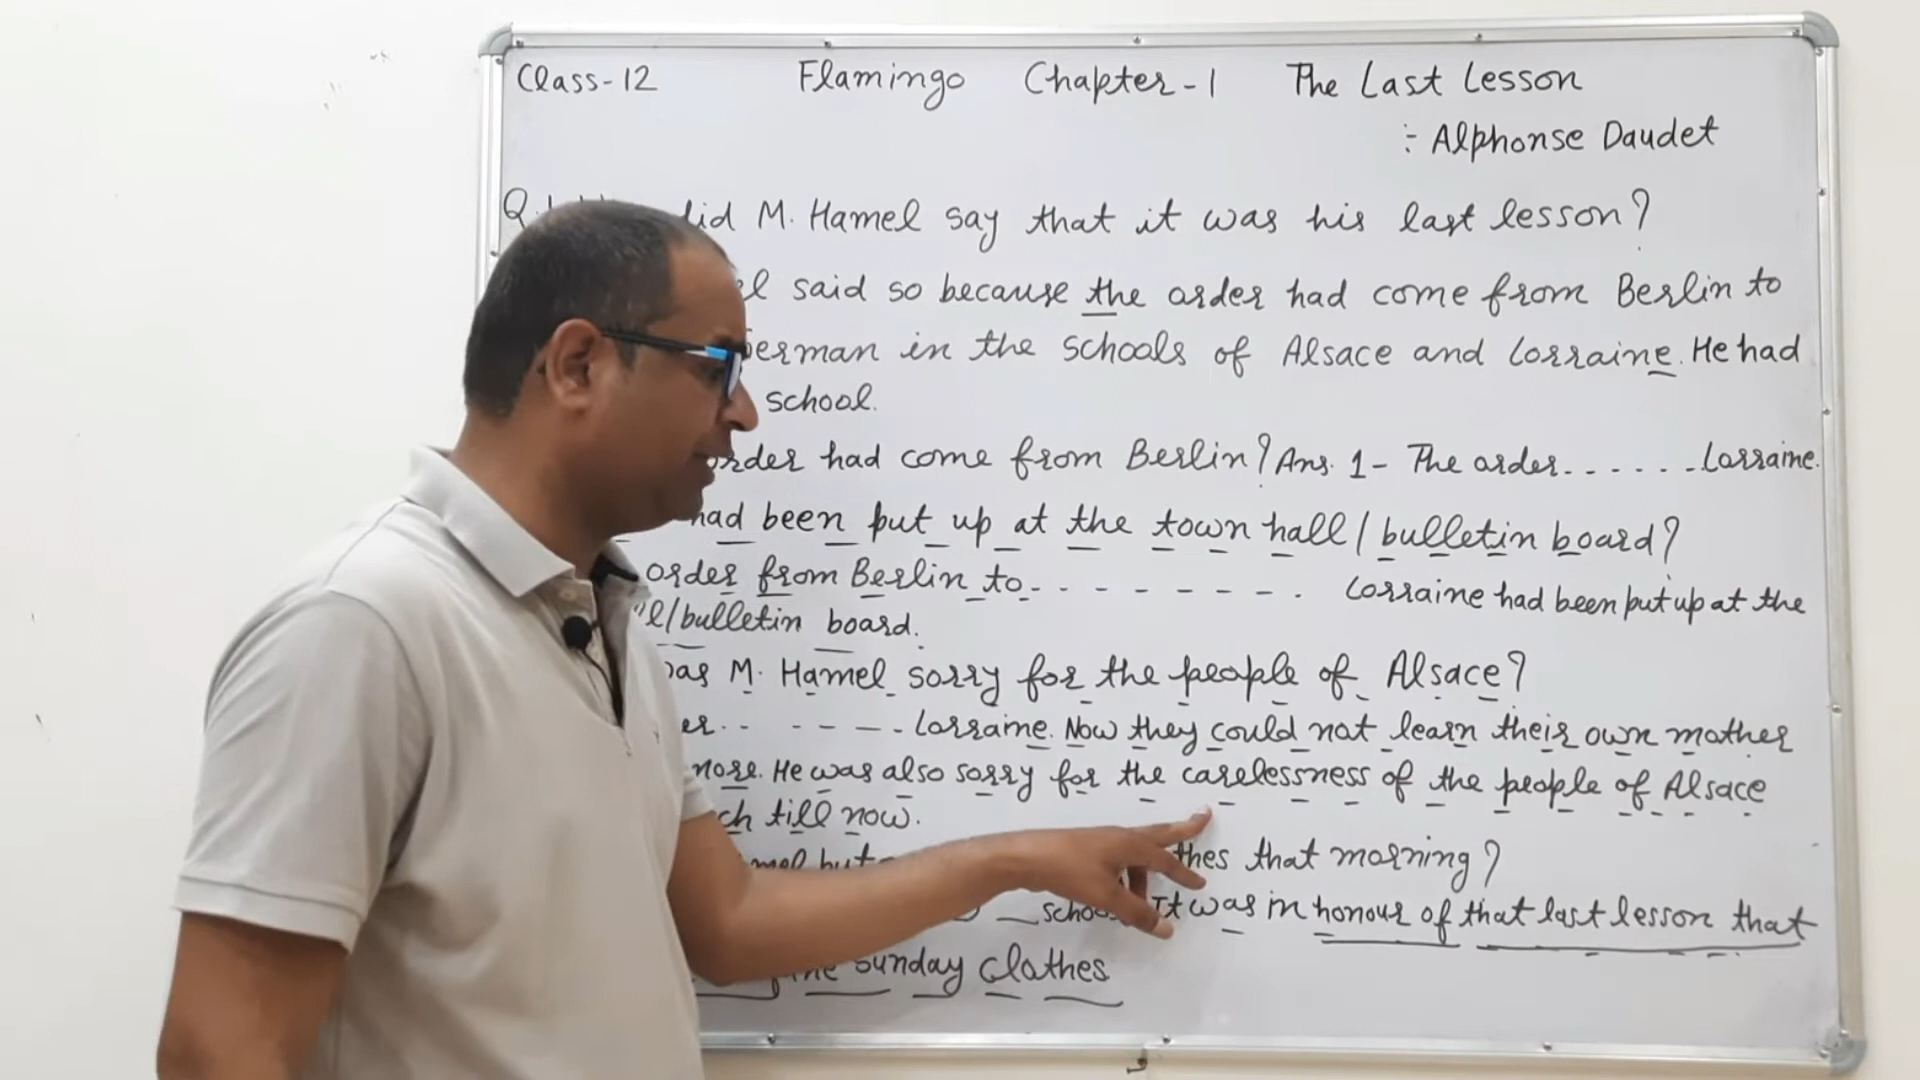 Class-12 Flamingo Chapter-1 The Last Lesson
:- Alphonse Daudet
Q. did M. Hamel say that it was his last lesson?
said so because the order had come from Berlin to
German in the schools of Alsace and Lorraine. He had
school.
order had come from Berlin? Ans. 1- The order...... Lorraine.
had been put up at the town hall/bulletin board?
order from Berlin to - - - - - - - - . Lorraine had been put up at the
/bulletin board.
was M. Hamel sorry for the people of Alsace?
- - - - - . Lorraine. Now they could not learn their own mother
more. He was also sorry for the carelessness of the people of Alsace
till now.
that morning?
It was in honour of that last lesson that
the Sunday clothes